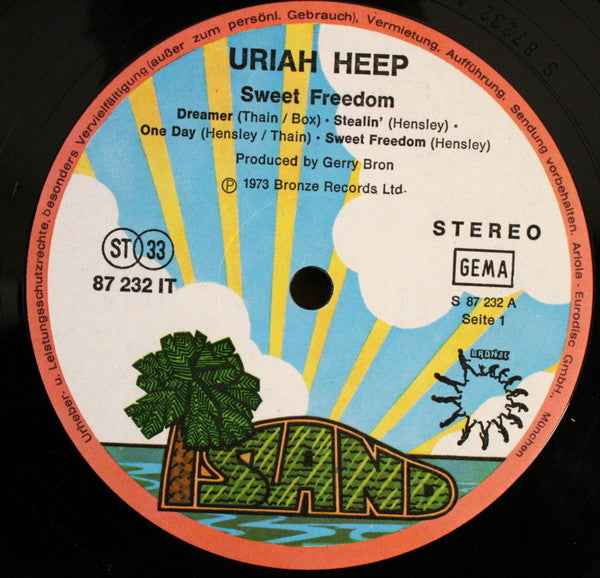 Urheber- u. Leistungsschutzrechte, besonders Vervielfältigung (außer zum persönl. Gebrauch), Vermietung, Aufführung, Sendung vorbehalten. Ariola - Eurodisc GmbH., München
S 87232
URIAH HEEP
Sweet Freedom
Dreamer (Thain / Box) · Stealin' (Hensley) ·
One Day (Hensley / Thain) · Sweet Freedom (Hensley)
Produced by Gerry Bron
Ⓟ 1973 Bronze Records Ltd.
ST 33
87 232 IT
STEREO
GEMA
S 87 232 A
Seite 1
BRONZE
ISLAND